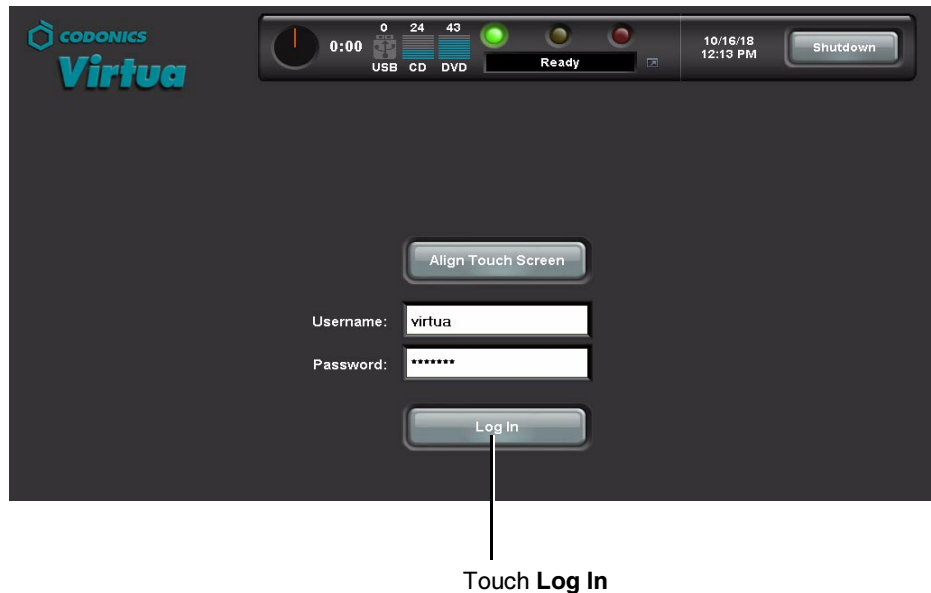 CODONICS
Virtua
0:00
0 24 43
USB CD DVD
Ready
10/16/18
12:13 PM
Shutdown
Align Touch Screen
Username: virtua
Password: *******
Log In
Touch Log In